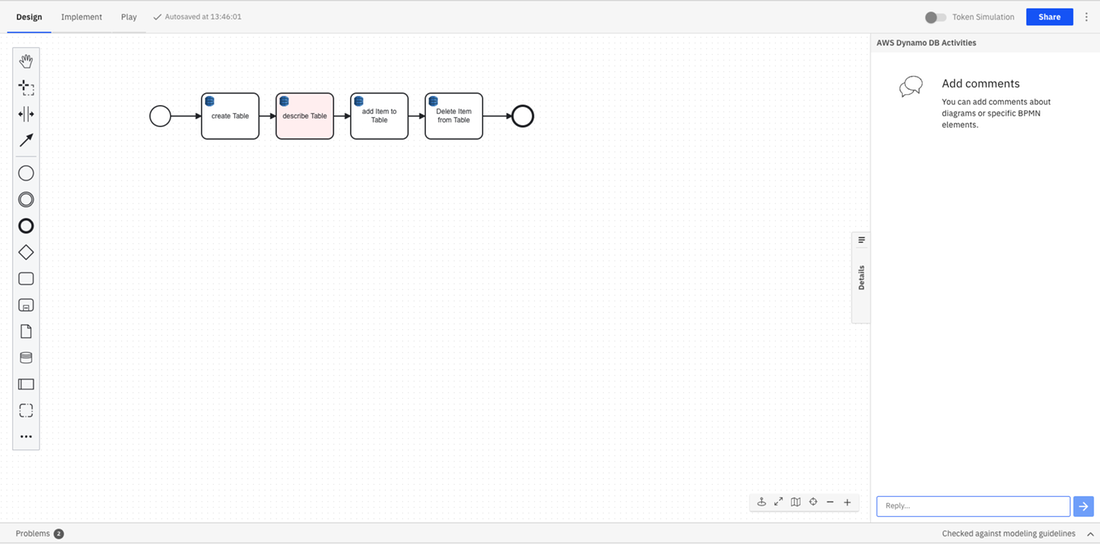 Design Implement Play Autosaved at 13:46:01 Token Simulation Share
AWS Dynamo DB Activities
Add comments
You can add comments about
diagrams or specific BPMN
elements.
create Table
describe Table
add Item to
Table
Delete Item
from Table
Details
Reply...
Problems 2
Checked against modeling guidelines